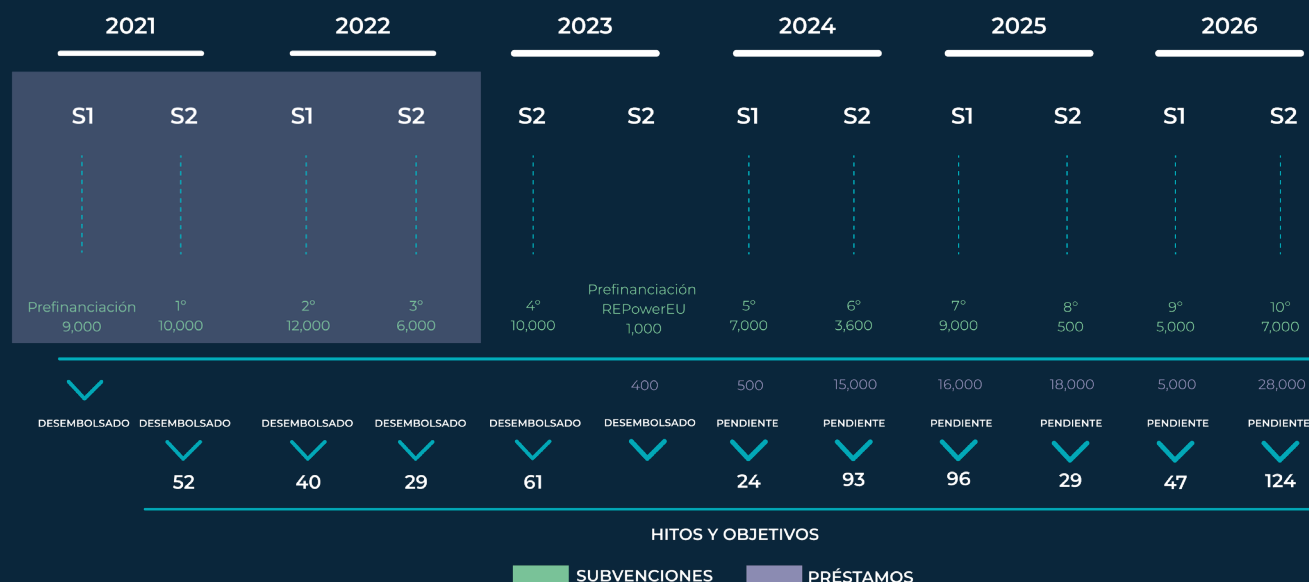 2021 2022 2023 2024 2025 2026
S1 S2 S1 S2 S2 S2 S1 S2 S1 S2 S1 S2
Prefinanciación
9,000
1º
10,000
2º
12,000
3º
6,000
4º
10,000
Prefinanciación
REPowerEU
1,000
5º
7,000
6º
3,600
7º
9,000
8º
500
9º
5,000
10º
7,000
400 500 15,000 16,000 18,000 5,000 28,000
DESEMBOLSADO DESEMBOLSADO DESEMBOLSADO DESEMBOLSADO DESEMBOLSADO DESEMBOLSADO PENDIENTE PENDIENTE PENDIENTE PENDIENTE PENDIENTE PENDIENTE
52 40 29 61 24 93 96 29 47 124
HITOS Y OBJETIVOS
SUBVENCIONES PRÉSTAMOS